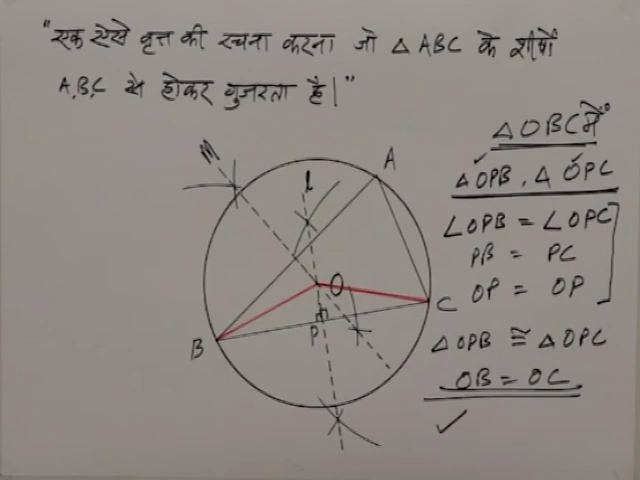 "एक ऐसे वृत्त की रचना करना जो △ABC के शीर्षों
A,B,C से होकर गुजरता है।"
△OBC में
△OPB, △OPC
∠OPB = ∠OPC
PB = PC
OP = OP
△OPB ≅ △OPC
OB = OC
M
l
A
O
C
P
B